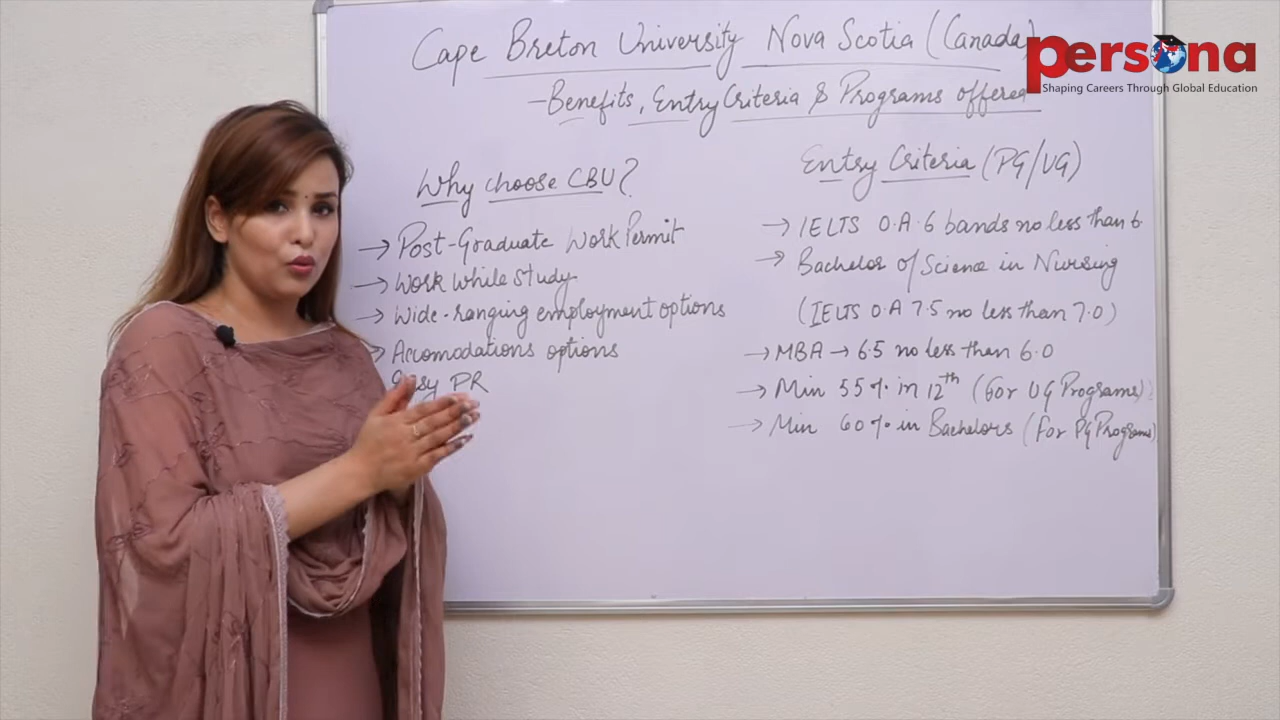 Cape Breton University Nova Scotia (Canada)
- Benefits, Entry Criteria & Programs offered
persona
Shaping Careers Through Global Education
Why choose CBU?
→ Post-Graduate Work Permit
→ Work While Study
→ Wide-ranging employment options
→ Accomodations options
Easy PR
Entry Criteria (PG/UG)
→ IELTS O.A. 6 bands no less than 6
→ Bachelor of Science in Nursing
(IELTS O.A 7.5 no less than 7.0)
→ MBA → 6.5 no less than 6.0
→ Min 55% in 12th (For UG Programs)
→ Min 60% in Bachelors (For PG Programs)